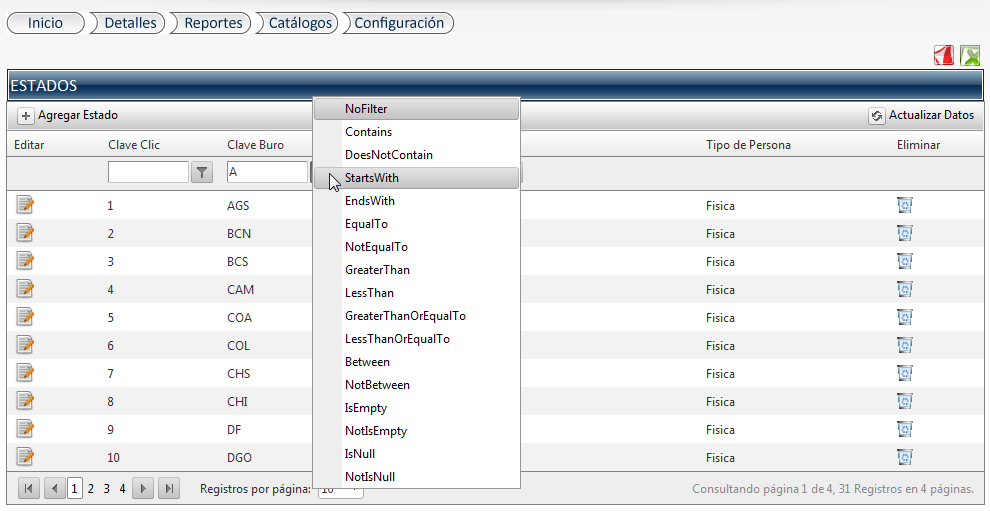 Inicio Detalles Reportes Catálogos Configuración
ESTADOS
Agregar Estado Actualizar Datos
Editar Clave Clic Clave Buro Tipo de Persona Eliminar
A
NoFilter
Contains
DoesNotContain
StartsWith
EndsWith
EqualTo
NotEqualTo
GreaterThan
LessThan
GreaterThanOrEqualTo
LessThanOrEqualTo
Between
NotBetween
IsEmpty
NotIsEmpty
IsNull
NotIsNull
1 AGS Fisica
2 BCN Fisica
3 BCS Fisica
4 CAM Fisica
5 COA Fisica
6 COL Fisica
7 CHS Fisica
8 CHI Fisica
9 DF Fisica
10 DGO Fisica
1 2 3 4 Registros por página: 10 Consultando página 1 de 4, 31 Registros en 4 páginas.